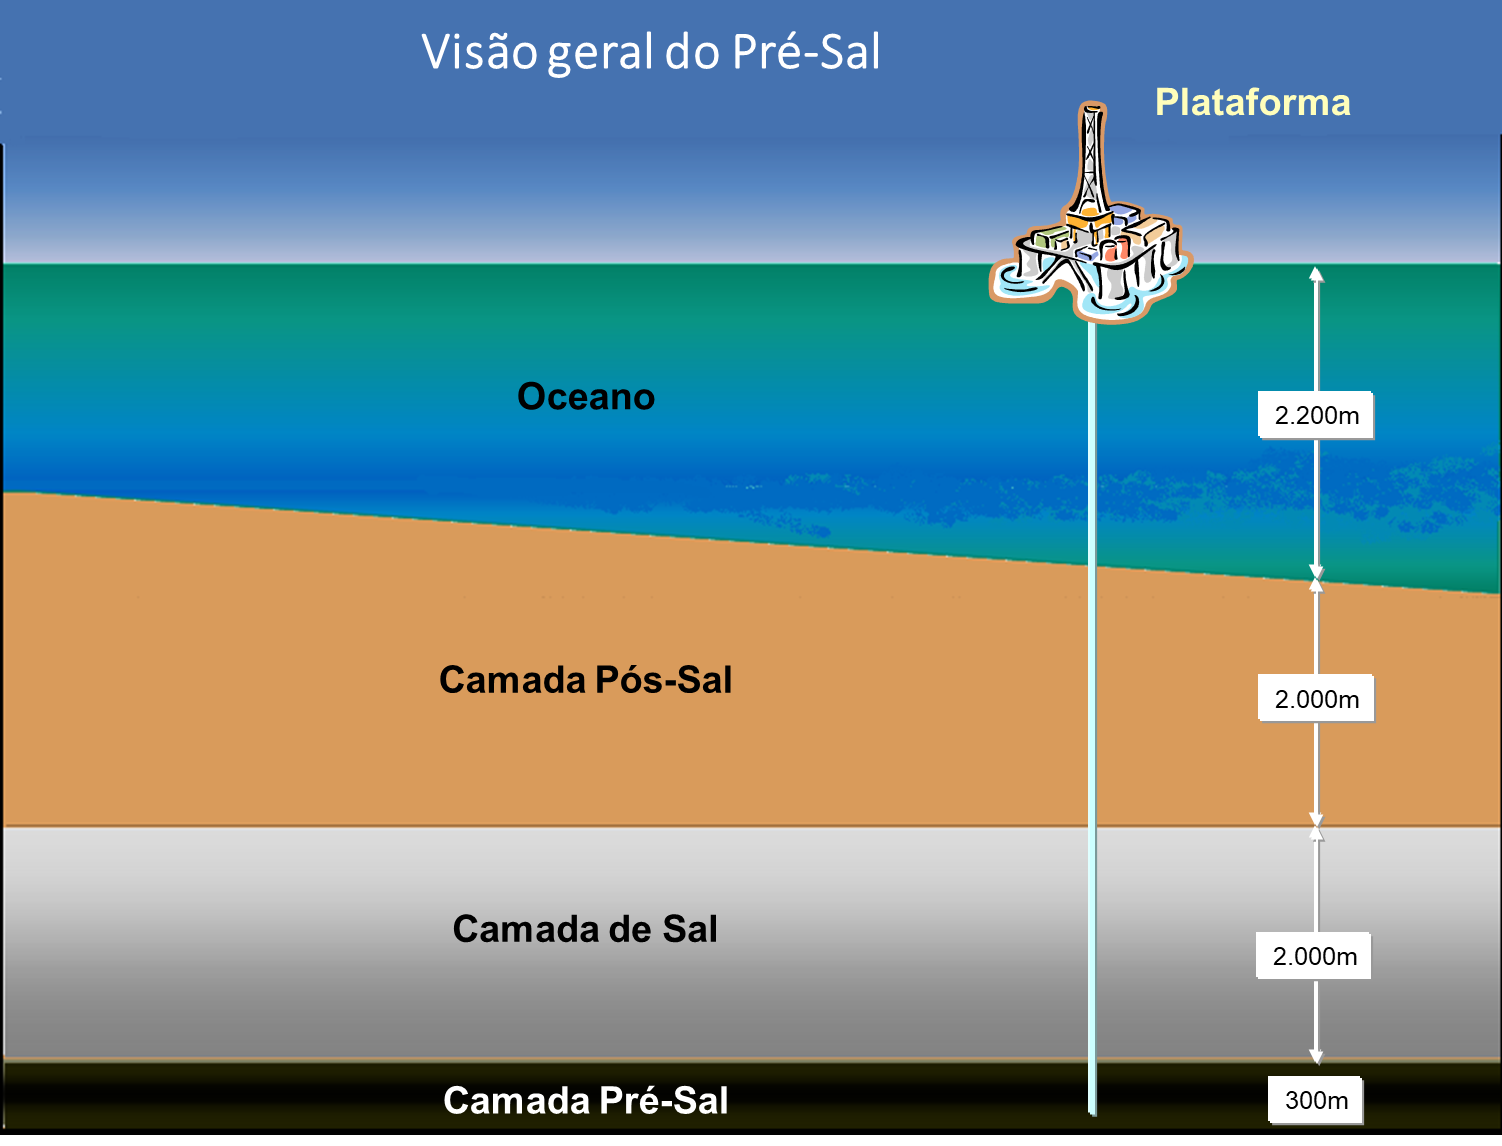 Visão geral do Pré-Sal
Plataforma
Oceano
2.200m
Camada Pós-Sal
2.000m
Camada de Sal
2.000m
Camada Pré-Sal
300m